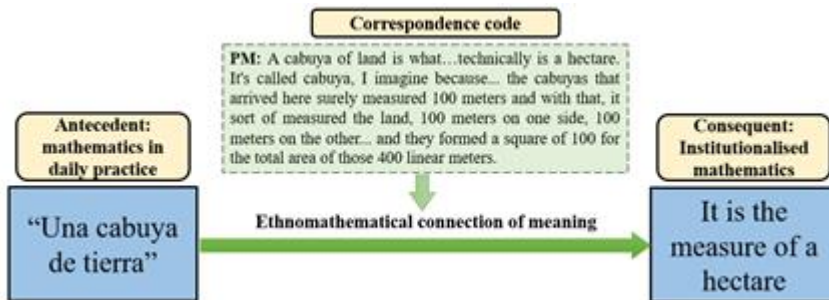 Correspondence code
PM: A cabuya of land is what…technically is a hectare.
It's called cabuya, I imagine because... the cabuyas that
arrived here surely measured 100 meters and with that, it
sort of measured the land, 100 meters on one side, 100
meters on the other... and they formed a square of 100 for
the total area of those 400 linear meters.
Antecedent:
mathematics in
daily practice
"Una cabuya
de tierra"
Ethnomathematical connection of meaning
Consequent:
Institutionalised
mathematics
It is the
measure of a
hectare